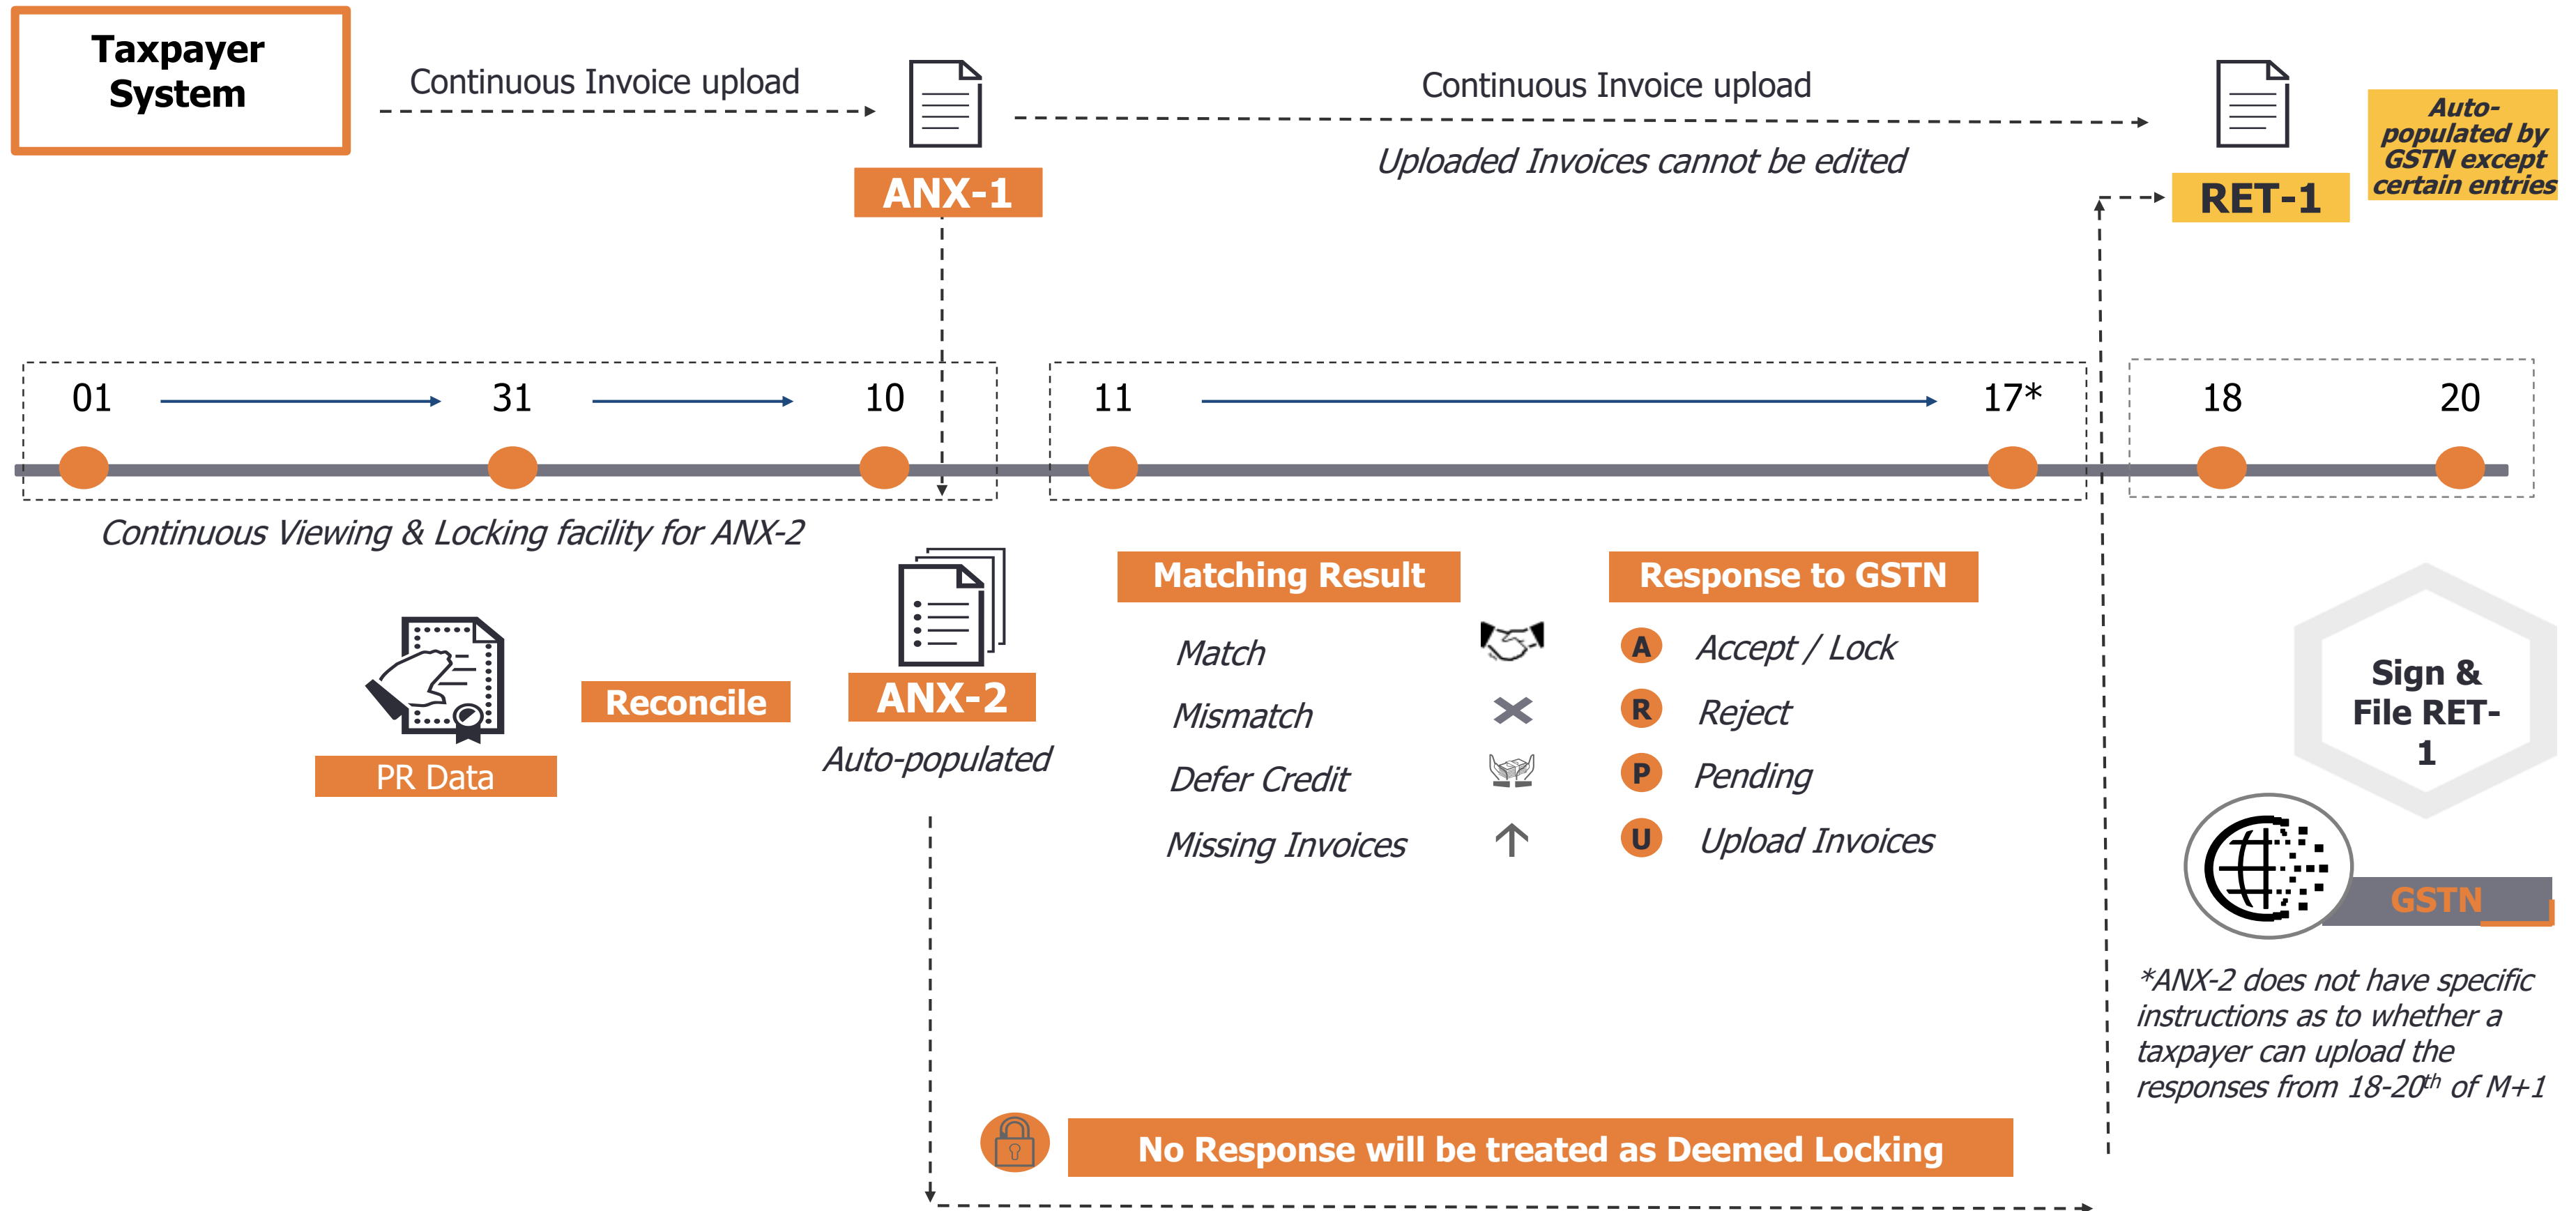 Taxpayer
System
Continuous Invoice upload
ANX-1
Continuous Invoice upload
Uploaded Invoices cannot be edited
RET-1
Auto-
populated by
GSTN except
certain entries
01
31
10
11
17*
18
20
Continuous Viewing & Locking facility for ANX-2
PR Data
Reconcile
ANX-2
Auto-populated
Matching Result
Match
Mismatch
Defer Credit
Missing Invoices
Response to GSTN
A Accept / Lock
R Reject
P Pending
U Upload Invoices
Sign &
File RET-
1
GSTN
*ANX-2 does not have specific
instructions as to whether a
taxpayer can upload the
responses from 18-20th of M+1
No Response will be treated as Deemed Locking